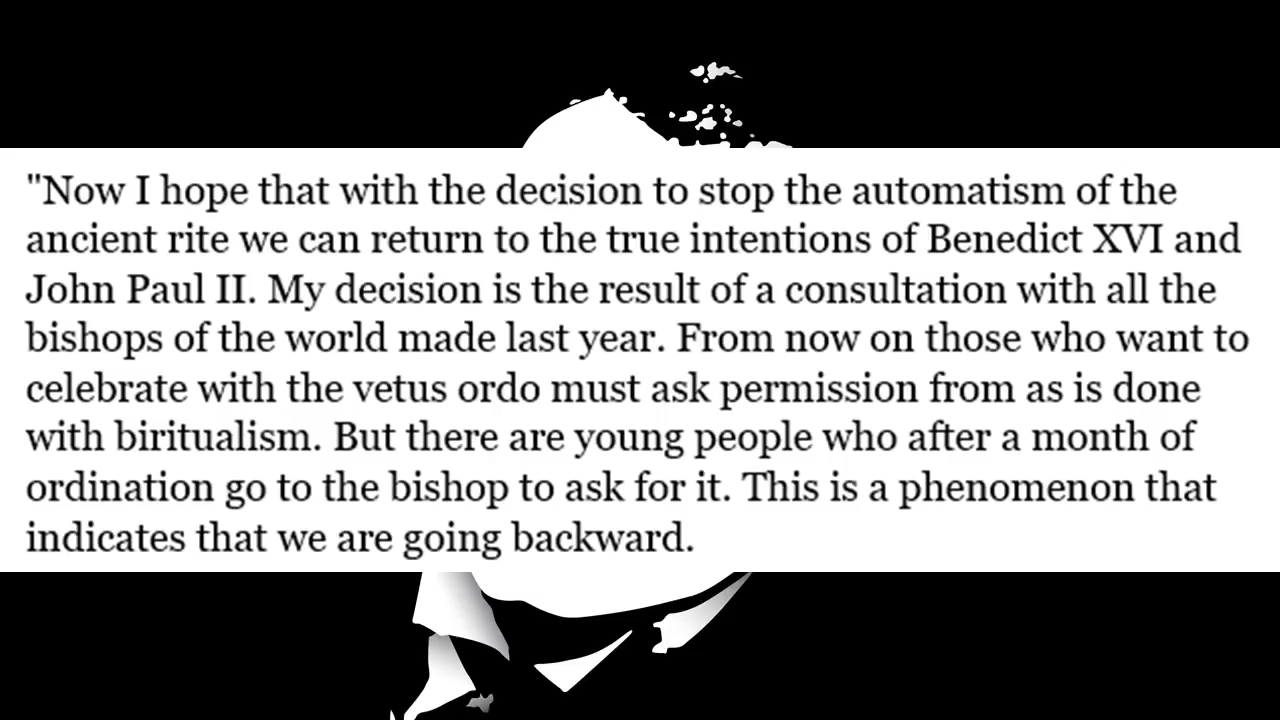 "Now I hope that with the decision to stop the automatism of the
ancient rite we can return to the true intentions of Benedict XVI and
John Paul II. My decision is the result of a consultation with all the
bishops of the world made last year. From now on those who want to
celebrate with the vetus ordo must ask permission from as is done
with biritualism. But there are young people who after a month of
ordination go to the bishop to ask for it. This is a phenomenon that
indicates that we are going backward.